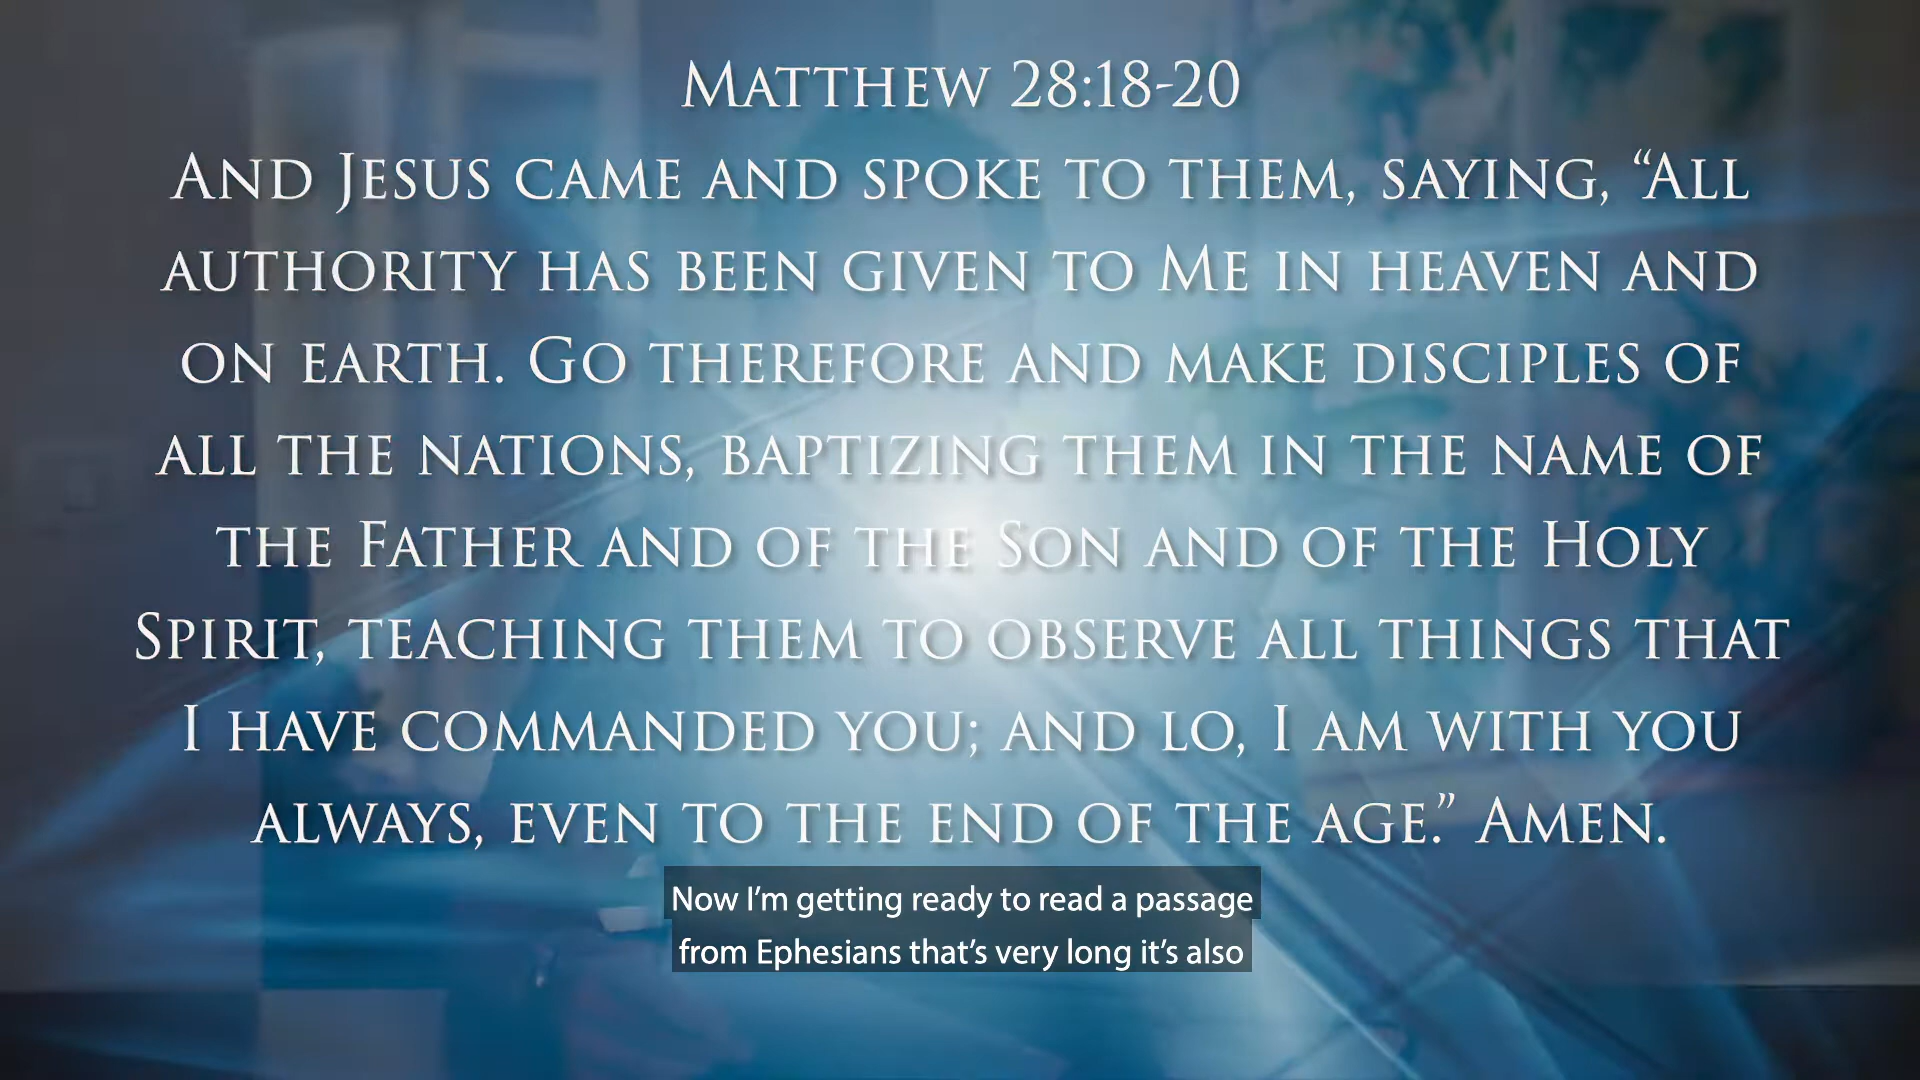 Matthew 28:18-20
And Jesus came and spoke to them, saying, “All
authority has been given to Me in heaven and
on earth. Go therefore and make disciples of
all the nations, baptizing them in the name of
the Father and of the Son and of the Holy
Spirit, teaching them to observe all things that
I have commanded you; and lo, I am with you
always, even to the end of the age.” Amen.
Now I’m getting ready to read a passage
from Ephesians that’s very long it’s also